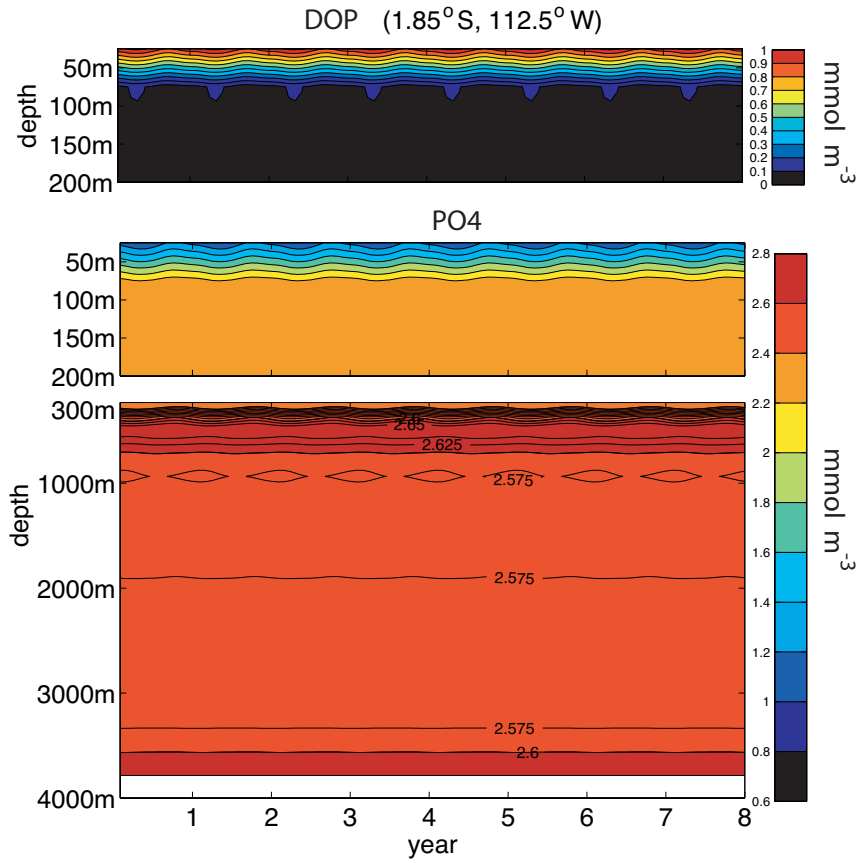 DOP (1.85° S, 112.5° W)
50m
100m
150m
200m
depth
1
0.9
0.8
0.7
0.6
0.5
0.4
0.3
0.2
0.1
0
mmol m⁻³
PO4
50m
100m
150m
200m
300m
1000m
2000m
3000m
4000m
depth
2.6
2.65
2.625
2.575
2.575
2.575
2.6
1 2 3 4 5 6 7 8
year
2.8
2.6
2.4
2.2
2
1.8
1.6
1.4
1.2
1
0.8
0.6
mmol m⁻³